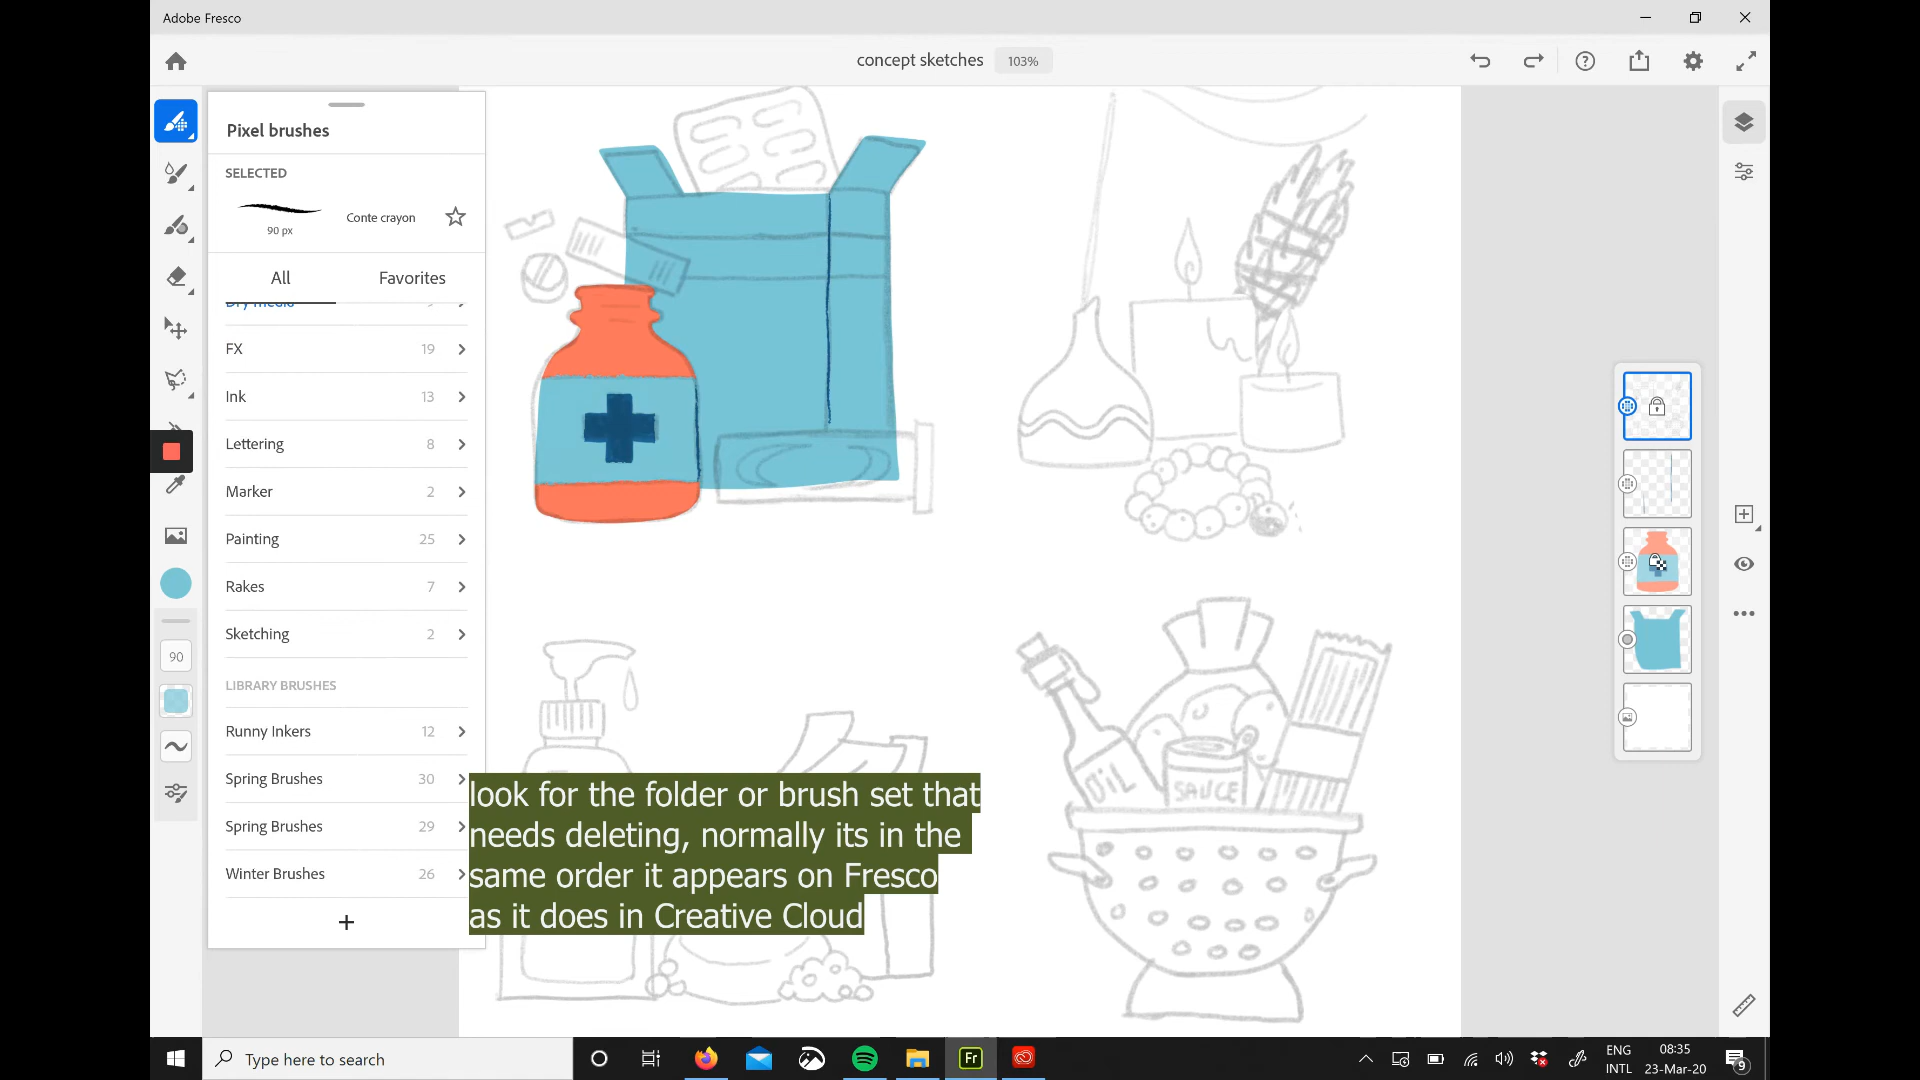 Adobe Fresco
concept sketches 103%
Pixel brushes
SELECTED
Conte crayon
90 px
All Favorites
Dry media
FX 19
Ink 13
Lettering 8
Marker 2
Painting 25
Rakes 7
Sketching 2
LIBRARY BRUSHES
Runny Inkers 12
Spring Brushes 30
Spring Brushes 29
Winter Brushes 26
90
OIL
SAUCE
look for the folder or brush set that
needs deleting, normally its in the
same order it appears on Fresco
as it does in Creative Cloud
Type here to search
Fr
ENG
INTL
08:35
23-Mar-20
9